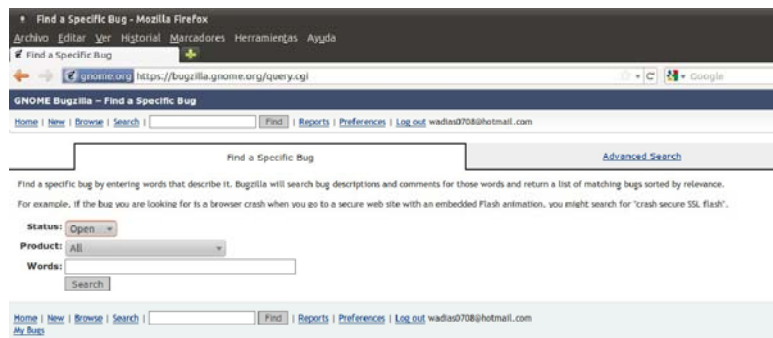 Find a Specific Bug - Mozilla Firefox
Archivo Editar Ver Historial Marcadores Herramientas Ayuda
Find a Specific Bug
gnome.org https://bugzilla.gnome.org/query.cgi Google
GNOME Bugzilla – Find a Specific Bug
Home | New | Browse | Search | Find | Reports | Preferences | Log out wadias0708@hotmail.com
Find a Specific Bug Advanced Search
Find a specific bug by entering words that describe it. Bugzilla will search bug descriptions and comments for those words and return a list of matching bugs sorted by relevance.
For example, if the bug you are looking for is a browser crash when you go to a secure web site with an embedded Flash animation, you might search for "crash secure SSL flash".
Status: Open
Product: All
Words:
Search
Home | New | Browse | Search | Find | Reports | Preferences | Log out wadias0708@hotmail.com
My Bugs